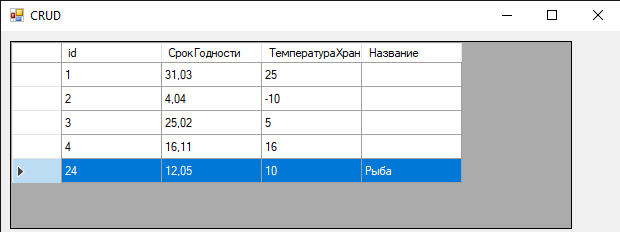 CRUD
id СрокГодности ТемператураХран Название
1 31,03 25
2 4,04 -10
3 25,02 5
4 16,11 16
24 12,05 10 Рыба